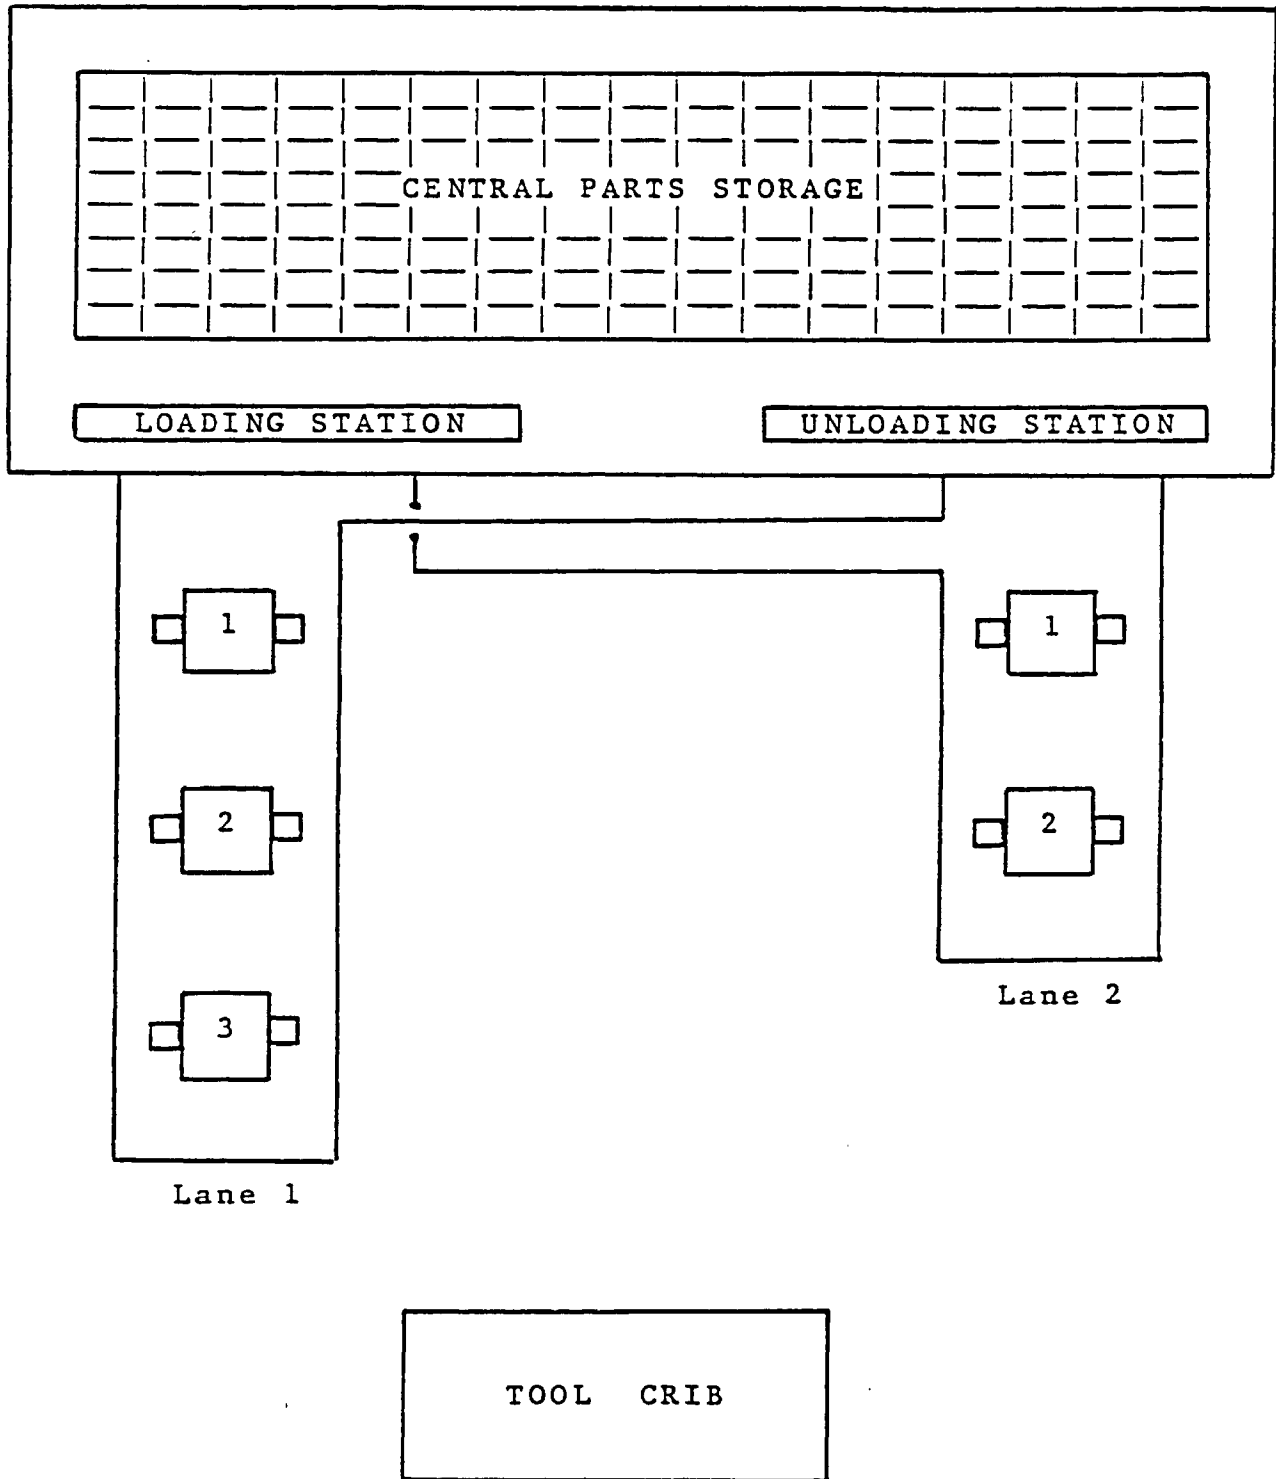 CENTRAL PARTS STORAGE
LOADING STATION
UNLOADING STATION
1
1
2
2
3
Lane 2
Lane 1
TOOL CRIB